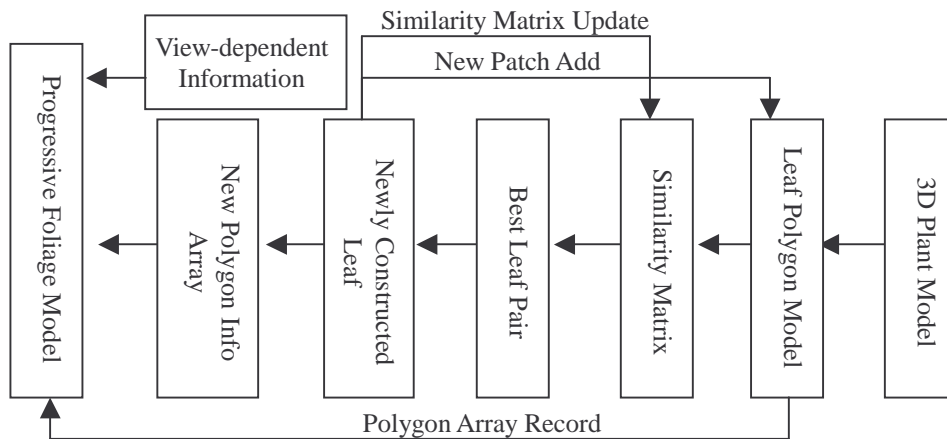 Similarity Matrix Update
View-dependent
Information
New Patch Add
Progressive Foliage Model
New Polygon Info
Array
Newly Constructed
Leaf
Best Leaf Pair
Similarity Matrix
Leaf Polygon Model
3D Plant Model
Polygon Array Record